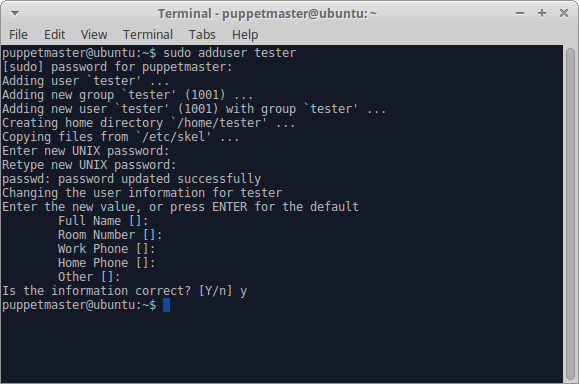 Terminal - puppetmaster@ubuntu: ~
File Edit View Terminal Tabs Help
puppetmaster@ubuntu:~$ sudo adduser tester
[sudo] password for puppetmaster:
Adding user `tester' ...
Adding new group `tester' (1001) ...
Adding new user `tester' (1001) with group `tester' ...
Creating home directory `/home/tester' ...
Copying files from `/etc/skel' ...
Enter new UNIX password:
Retype new UNIX password:
passwd: password updated successfully
Changing the user information for tester
Enter the new value, or press ENTER for the default
        Full Name []:
        Room Number []:
        Work Phone []:
        Home Phone []:
        Other []:
Is the information correct? [Y/n] y
puppetmaster@ubuntu:~$